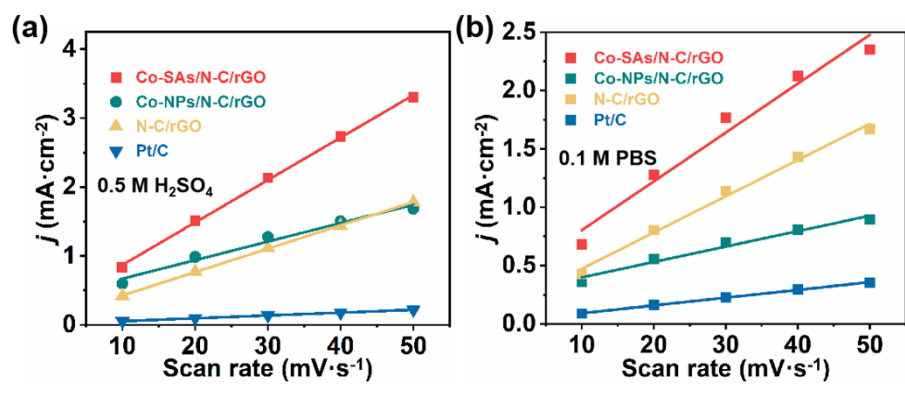 (a)
4
3
2
1
0
j (mA·cm-2)
Co-SAs/N-C/rGO
Co-NPs/N-C/rGO
N-C/rGO
Pt/C
0.5 M H2SO4
10 20 30 40 50
Scan rate (mV·s-1)
(b)
2.5
2.0
1.5
1.0
0.5
0.0
j (mA·cm-2)
Co-SAs/N-C/rGO
Co-NPs/N-C/rGO
N-C/rGO
Pt/C
0.1 M PBS
10 20 30 40 50
Scan rate (mV·s-1)